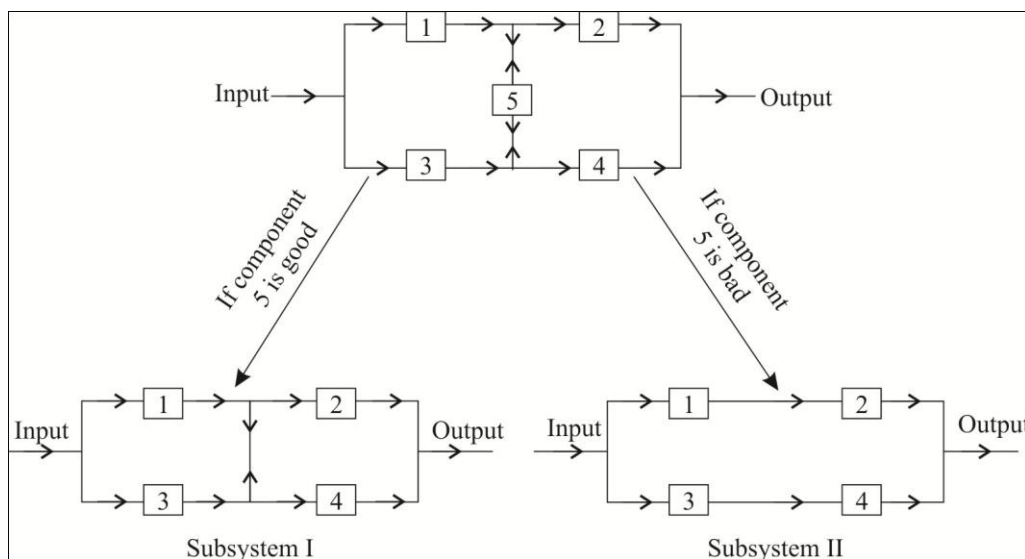 1
2
Input
5
Output
3
4
If component
5 is good
If component
5 is bad
1
2
Input
Output
3
4
Subsystem I
1
2
Input
Output
3
4
Subsystem II